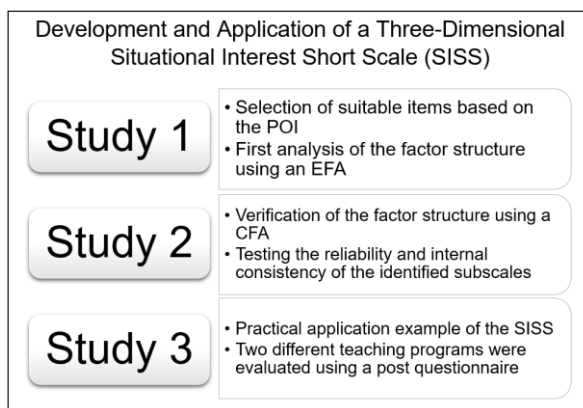 Development and Application of a Three-Dimensional
Situational Interest Short Scale (SISS)
Study 1
• Selection of suitable items based on
the POI
• First analysis of the factor structure
using an EFA
Study 2
• Verification of the factor structure using a
CFA
• Testing the reliability and internal
consistency of the identified subscales
Study 3
• Practical application example of the SISS
• Two different teaching programs were
evaluated using a post questionnaire